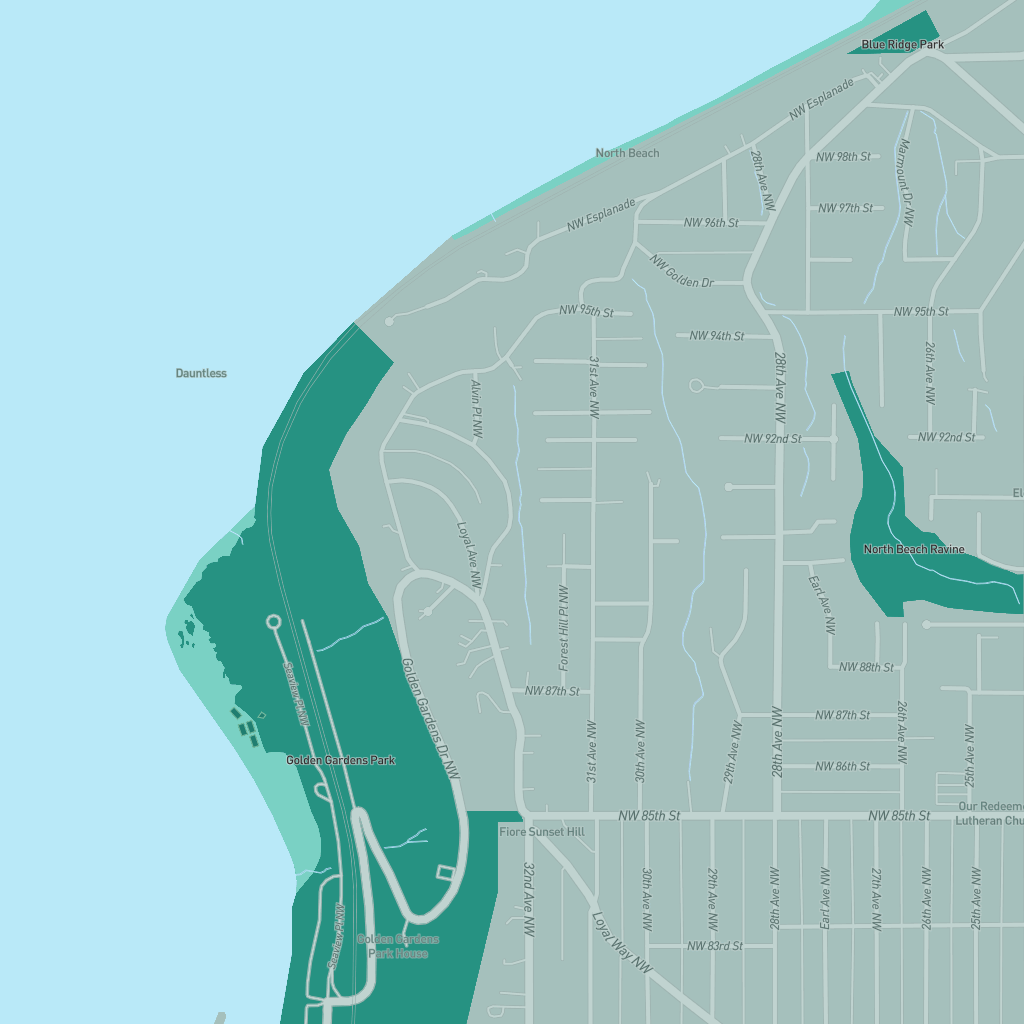 Blue Ridge Park
NW Esplanade
North Beach
28th Ave NW
NW 98th St
Marmount Dr NW
NW 97th St
NW Esplanade
NW 96th St
NW Golden Dr
NW 95th St
NW 95th St
NW 94th St
Dauntless
31st Ave NW
28th Ave NW
26th Ave NW
Alvin Pl NW
NW 92nd St
NW 92nd St
El
Loyal Ave NW
North Beach Ravine
Forest Hill Pl NW
Earl Ave NW
Seaview Pl NW
Golden Gardens Dr NW
NW 88th St
NW 87th St
NW 87th St
26th Ave NW
31st Ave NW
30th Ave NW
29th Ave NW
28th Ave NW
25th Ave NW
Golden Gardens Park
NW 86th St
NW 85th St
NW 85th St
Our Redeeme
Lutheran Chu
Fiore Sunset Hill
32nd Ave NW
30th Ave NW
29th Ave NW
28th Ave NW
Earl Ave NW
27th Ave NW
26th Ave NW
25th Ave NW
Seaview Pl NW
Golden Gardens
Park House
Loyal Way NW
NW 83rd St